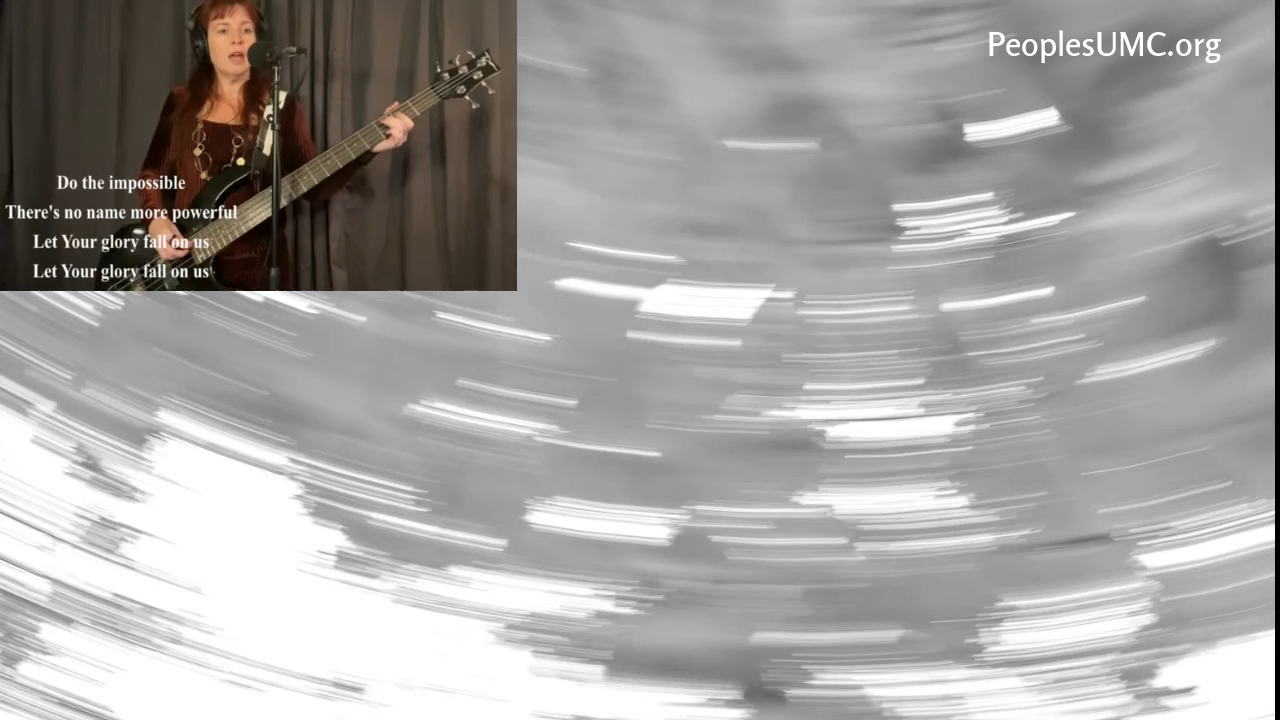 PeoplesUMC.org
Do the impossible
There's no name more powerful
Let Your glory fall on us
Let Your glory fall on us